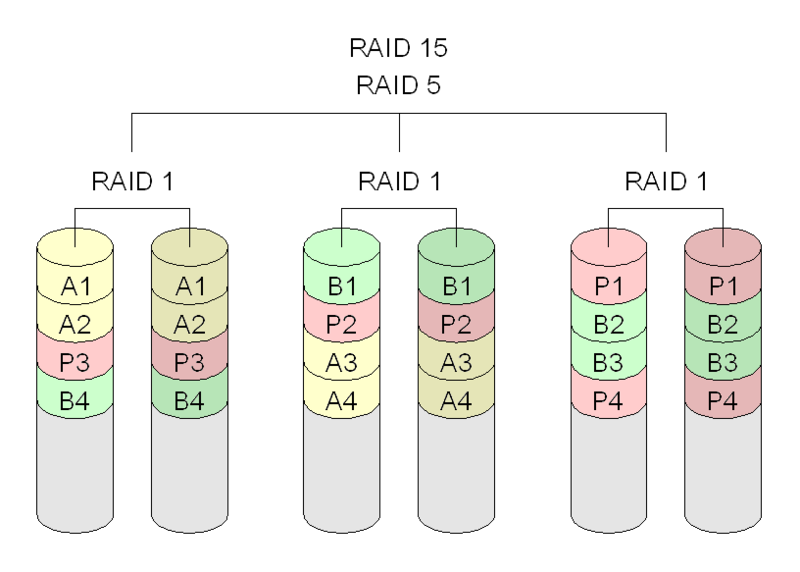 RAID 15
RAID 5
RAID 1 RAID 1 RAID 1
A1 A1 B1 B1 P1 P1
A2 A2 P2 P2 B2 B2
P3 P3 A3 A3 B3 B3
B4 B4 A4 A4 P4 P4